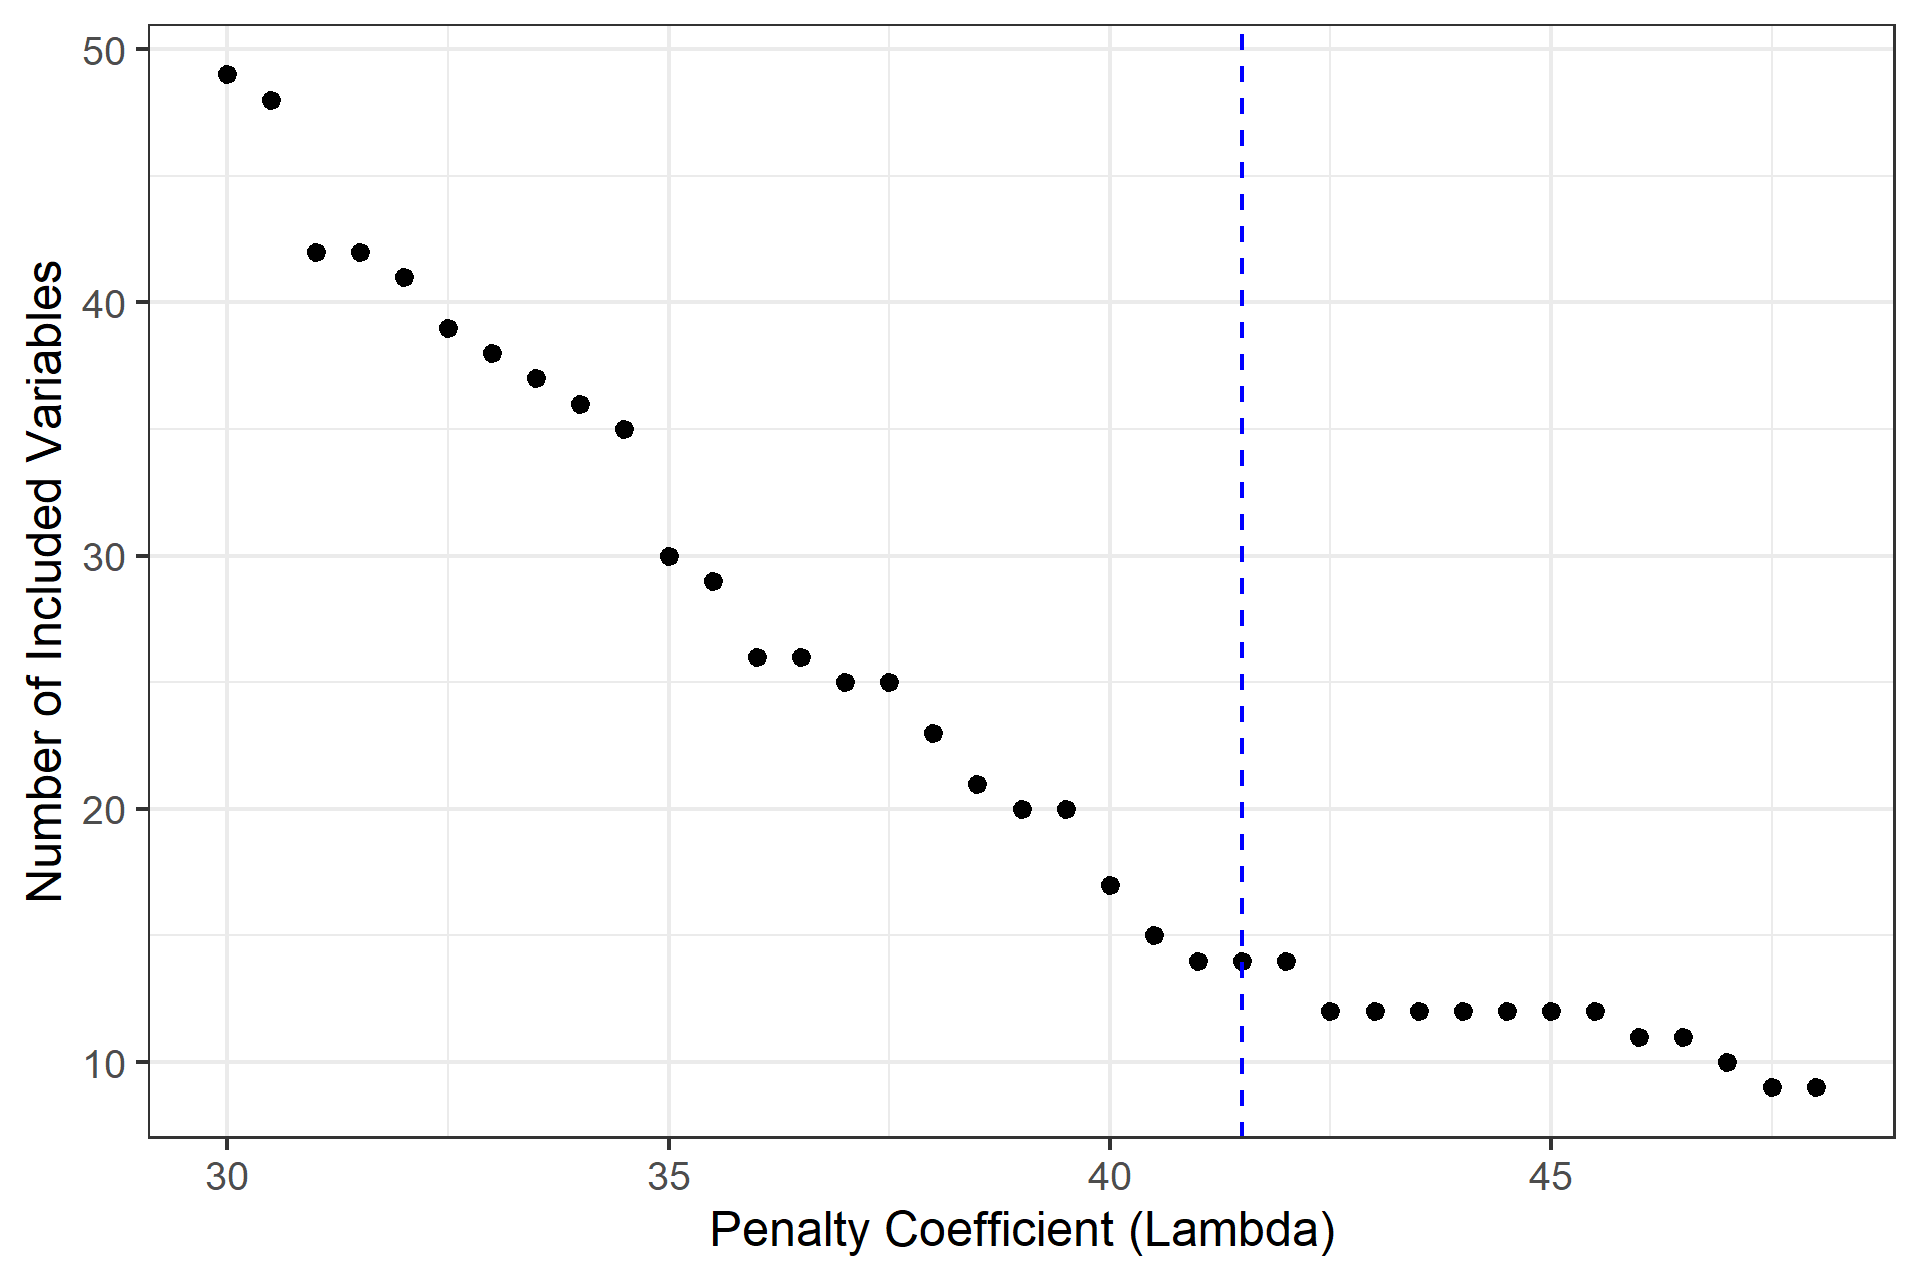 50
40
30
20
10
Number of Included Variables
30 35 40 45
Penalty Coefficient (Lambda)